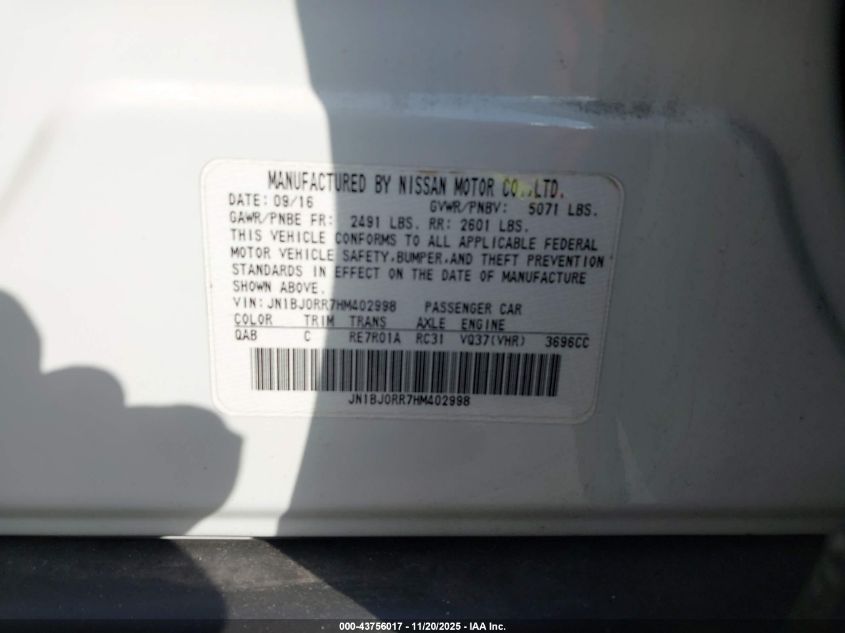 MANUFACTURED BY NISSAN MOTOR CO.,LTD.
DATE: 09/16 GVWR/PNBV: 5071 LBS.
GAWR/PNBE FR: 2491 LBS. RR: 2601 LBS.
THIS VEHICLE CONFORMS TO ALL APPLICABLE FEDERAL
MOTOR VEHICLE SAFETY,BUMPER,AND THEFT PREVENTION
STANDARDS IN EFFECT ON THE DATE OF MANUFACTURE
SHOWN ABOVE.
VIN:JN1BJ0RR7HM402998 PASSENGER CAR
COLOR TRIM TRANS AXLE ENGINE
QAB C RE7R01A RC31 VQ37(VHR) 3696CC
JN1BJ0RR7HM402998
000-43756017 — 11/20/2025 — IAA Inc.